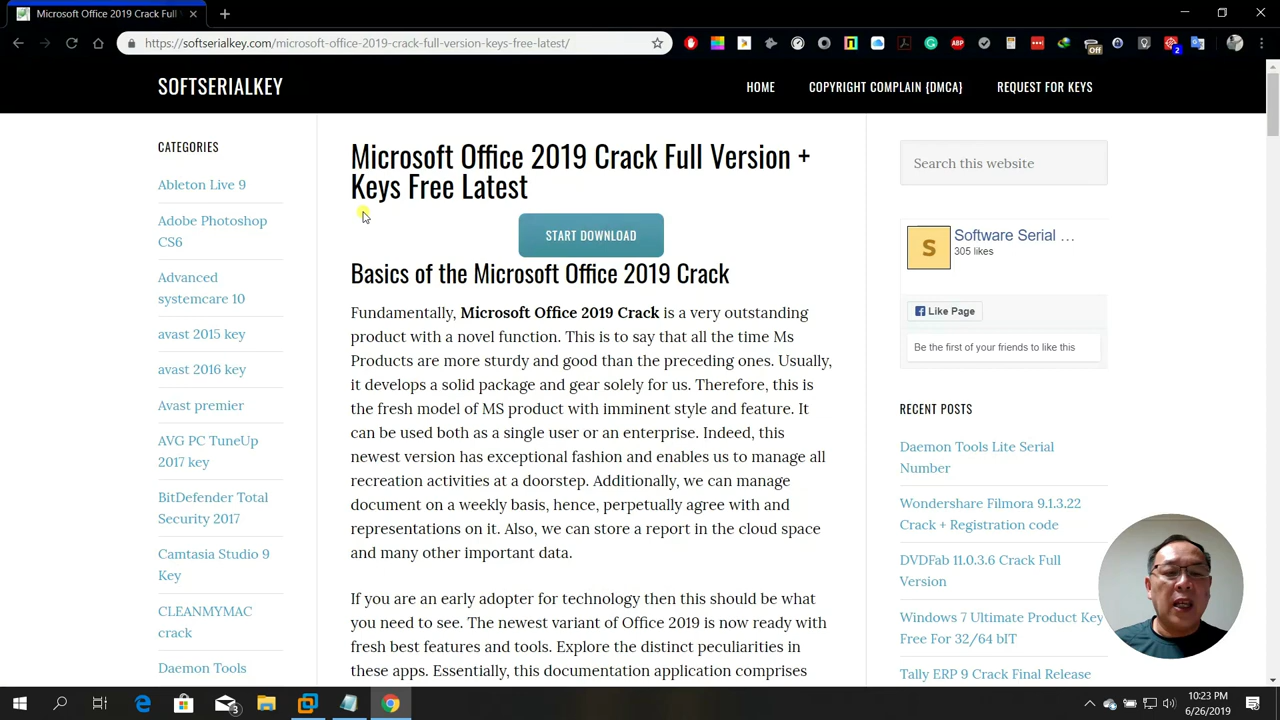 Microsoft Office 2019 Crack Full
https://softserialkey.com/microsoft-office-2019-crack-full-version-keys-free-latest/
ABP
Off
2
SOFTSERIALKEY
HOME
COPYRIGHT COMPLAIN {DMCA}
REQUEST FOR KEYS
CATEGORIES
Ableton Live 9
Adobe Photoshop
CS6
Advanced
systemcare 10
avast 2015 key
avast 2016 key
Avast premier
AVG PC TuneUp
2017 key
BitDefender Total
Security 2017
Camtasia Studio 9
Key
CLEANMYMAC
crack
Daemon Tools
Microsoft Office 2019 Crack Full Version +
Keys Free Latest
START DOWNLOAD
Basics of the Microsoft Office 2019 Crack
Fundamentally, Microsoft Office 2019 Crack is a very outstanding
product with a novel function. This is to say that all the time Ms
Products are more sturdy and good than the preceding ones. Usually,
it develops a solid package and gear solely for us. Therefore, this is
the fresh model of MS product with imminent style and feature. It
can be used both as a single user or an enterprise. Indeed, this
newest version has exceptional fashion and enables us to manage all
recreation activities at a doorstep. Additionally, we can manage
document on a weekly basis, hence, perpetually agree with and
representations on it. Also, we can store a report in the cloud space
and many other important data.
If you are an early adopter for technology then this should be what
you need to see. The newest variant of Office 2019 is now ready with
fresh best features and tools. Explore the distinct peculiarities in
these apps. Essentially, this documentation application comprises
Search this website
S
Software Serial ...
305 likes
Like Page
Be the first of your friends to like this
RECENT POSTS
Daemon Tools Lite Serial
Number
Wondershare Filmora 9.1.3.22
Crack + Registration code
DVDFab 11.0.3.6 Crack Full
Version
Windows 7 Ultimate Product Key
Free For 32/64 bIT
Tally ERP 9 Crack Final Release
3
10:23 PM
6/26/2019